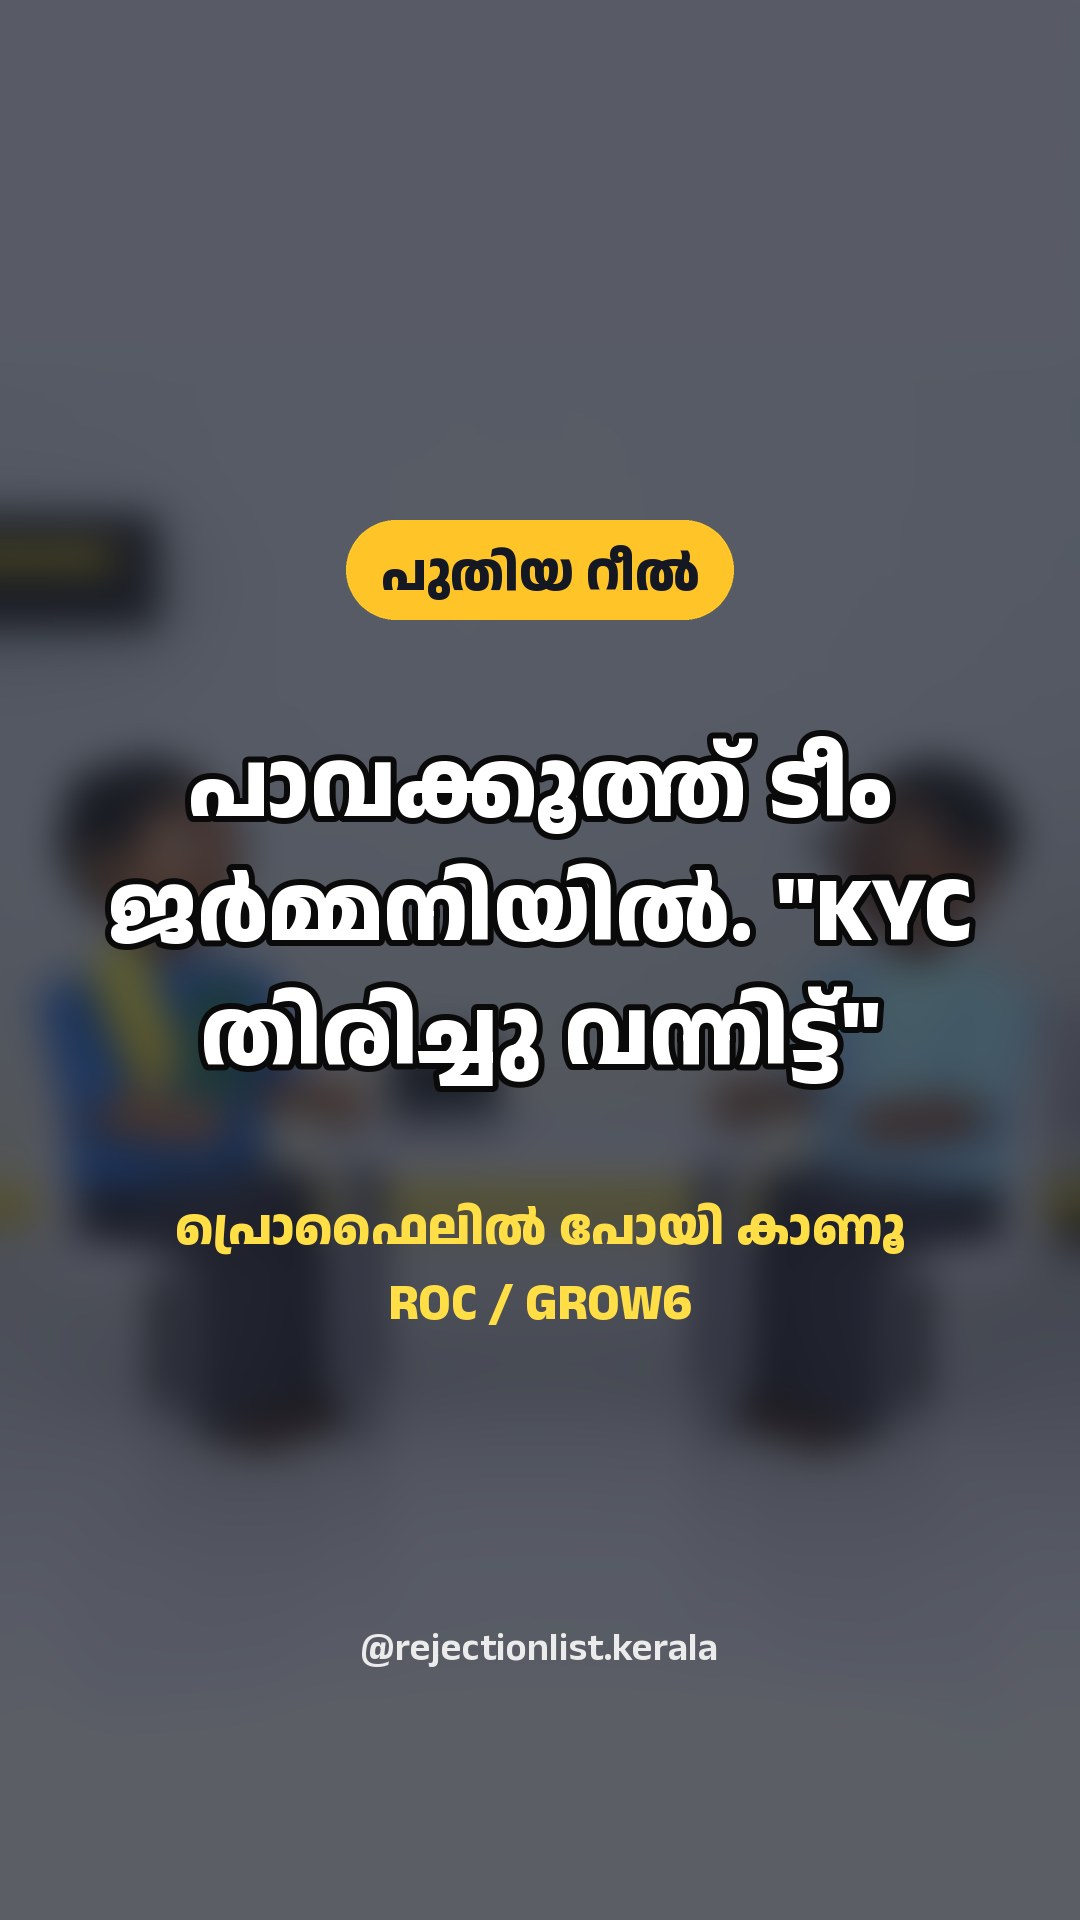 പുതിയ റീൽ
പാവക്കൂത്ത് ടീം
ജർമ്മനിയിൽ. "KYC
തിരിച്ചു വന്നിട്ട്"
പ്രൊഫൈലിൽ പോയി കാണൂ
ROC / GROW6
@rejectionlist.kerala